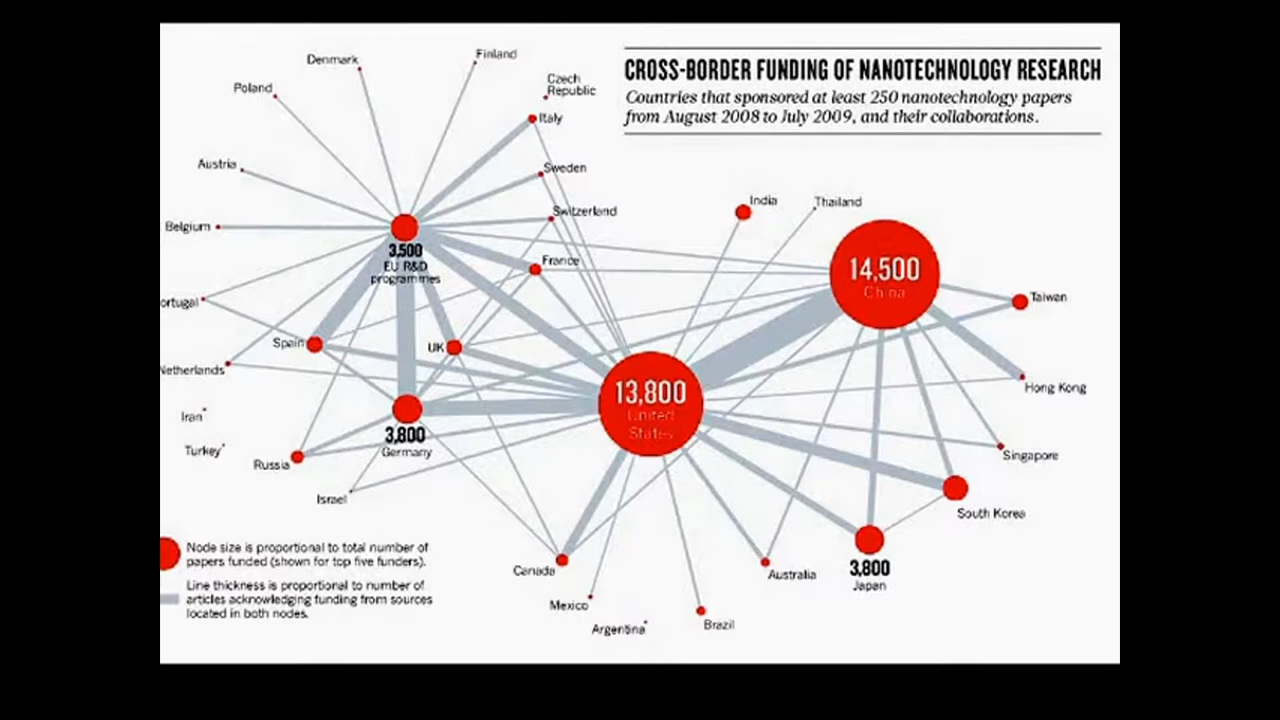 CROSS-BORDER FUNDING OF NANOTECHNOLOGY RESEARCH
Countries that sponsored at least 250 nanotechnology papers
from August 2008 to July 2009, and their collaborations.
Finland
Denmark
Czech
Republic
Poland
Italy
Austria
Sweden
India
Thailand
Switzerland
Belgium
3,500
EU R&D
programmes
France
14,500
China
Taiwan
ortugal
Spain
UK
Netherlands
13,800
United
States
Hong Kong
Iran
3,800
Germany
Turkey
Russia
Singapore
Israel
South Korea
Node size is proportional to total number of
papers funded (shown for top five funders).
Line thickness is proportional to number of
articles acknowledging funding from sources
located in both nodes.
Canada
Australia
3,800
Japan
Mexico
Argentina
Brazil